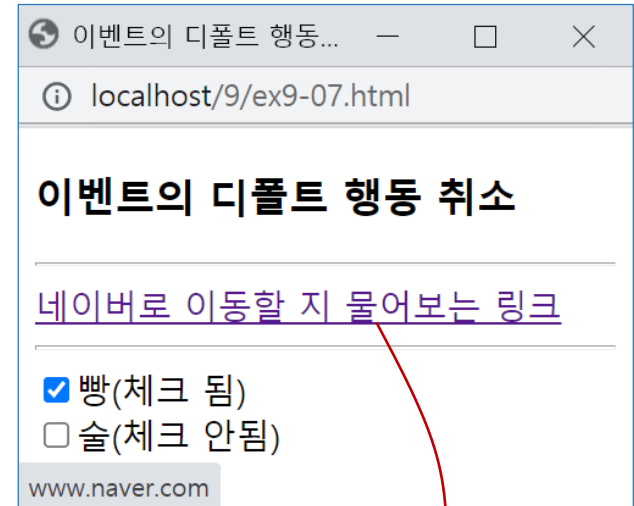 이벤트의 디폴트 행동...
localhost/9/ex9-07.html
이벤트의 디폴트 행동 취소
네이버로 이동할 지 물어보는 링크
빵(체크 됨)
술(체크 안됨)
www.naver.com